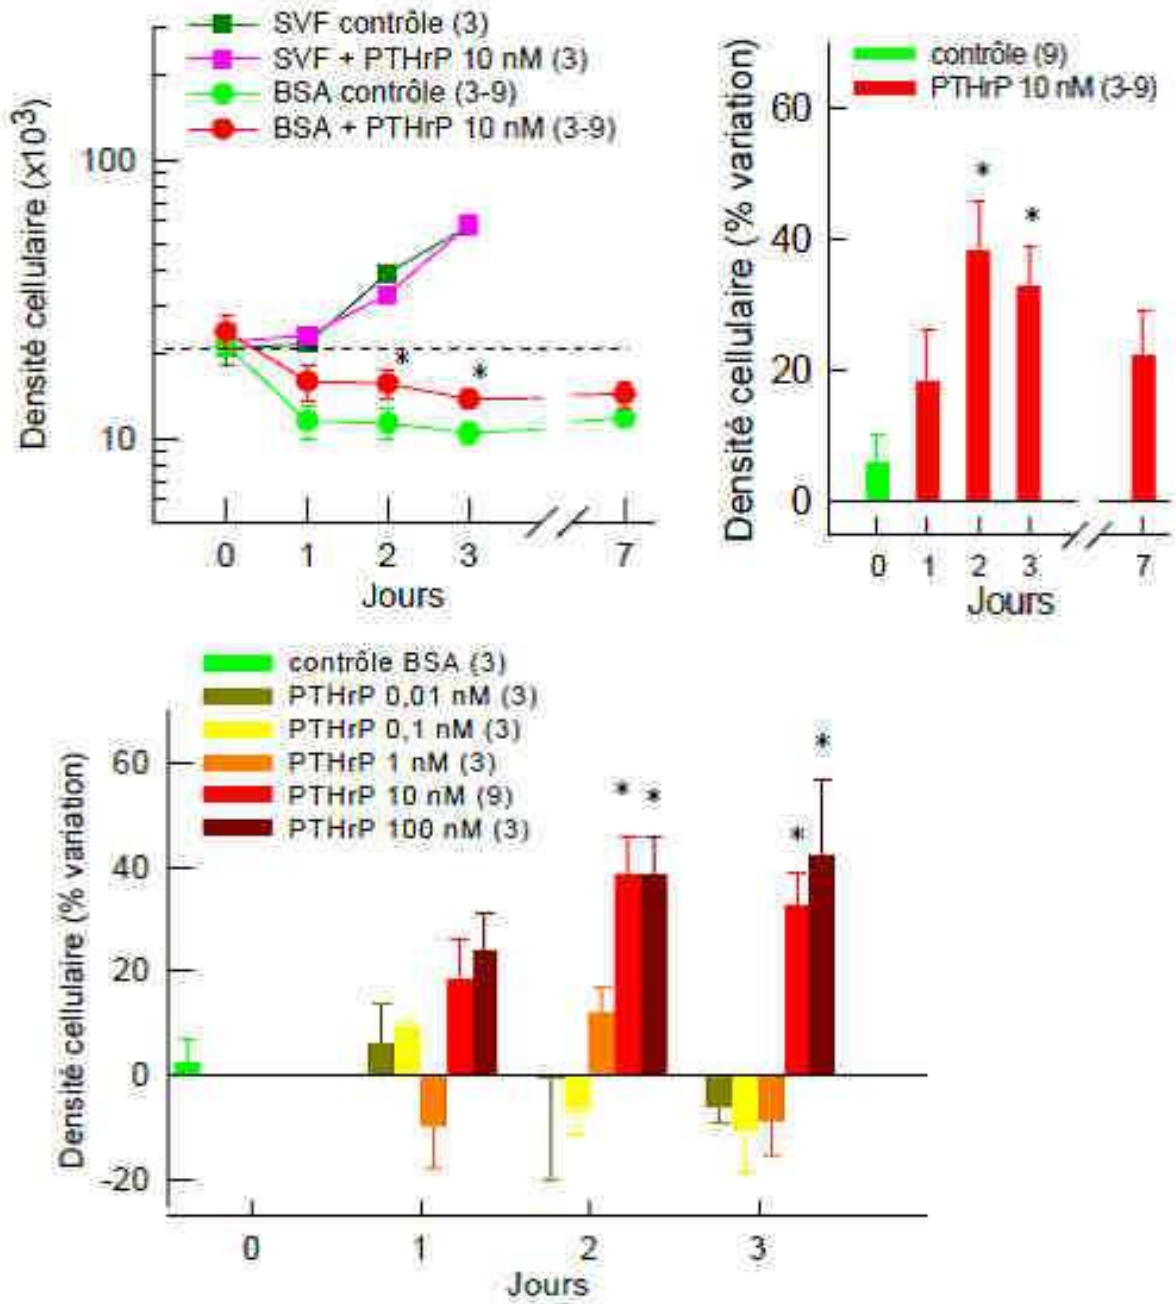 SVF contrôle (3)
SVF + PTHrP 10 nM (3)
BSA contrôle (3-9)
BSA + PTHrP 10 nM (3-9)
Densité cellulaire (x10³)
100
10
*
*
0 1 2 3 7
Jours
contrôle (9)
PTHrP 10 nM (3-9)
Densité cellulaire (% variation)
60
40
20
0
*
*
0 1 2 3 7
Jours
contrôle BSA (3)
PTHrP 0,01 nM (3)
PTHrP 0,1 nM (3)
PTHrP 1 nM (3)
PTHrP 10 nM (9)
PTHrP 100 nM (3)
Densité cellulaire (% variation)
60
40
20
0
-20
* *
* *
0 1 2 3
Jours